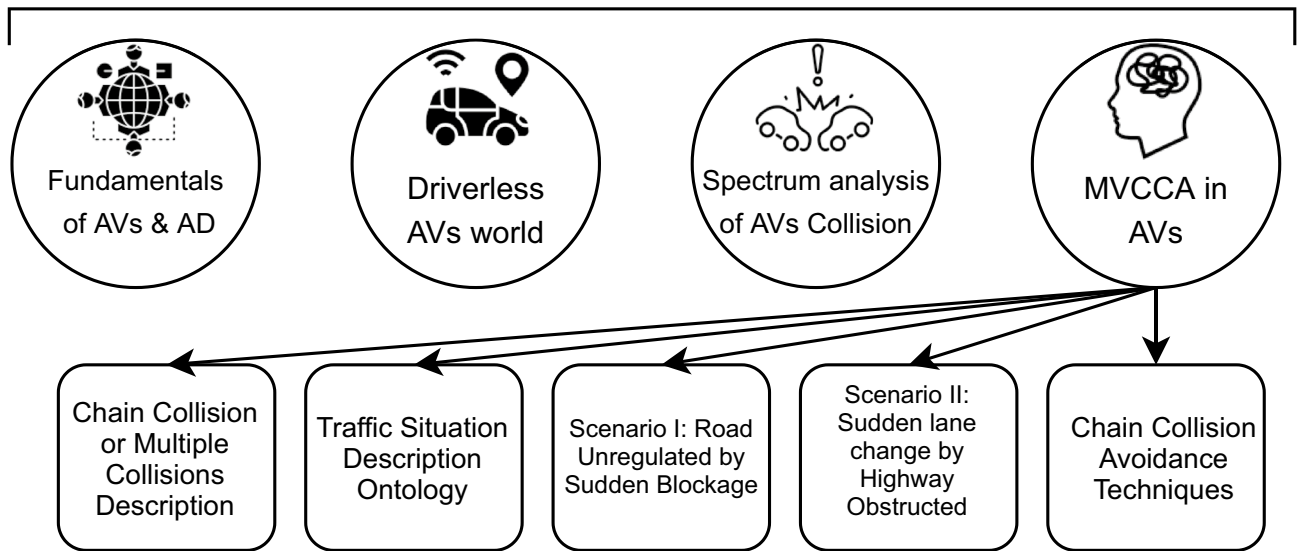 Fundamentals
of AVs & AD
Driverless
AVs world
Spectrum analysis
of AVs Collision
MVCCA in
AVs
Chain Collision
or Multiple
Collisions
Description
Traffic Situation
Description
Ontology
Scenario I: Road
Unregulated by
Sudden Blockage
Scenario II:
Sudden lane
change by
Highway
Obstructed
Chain Collision
Avoidance
Techniques